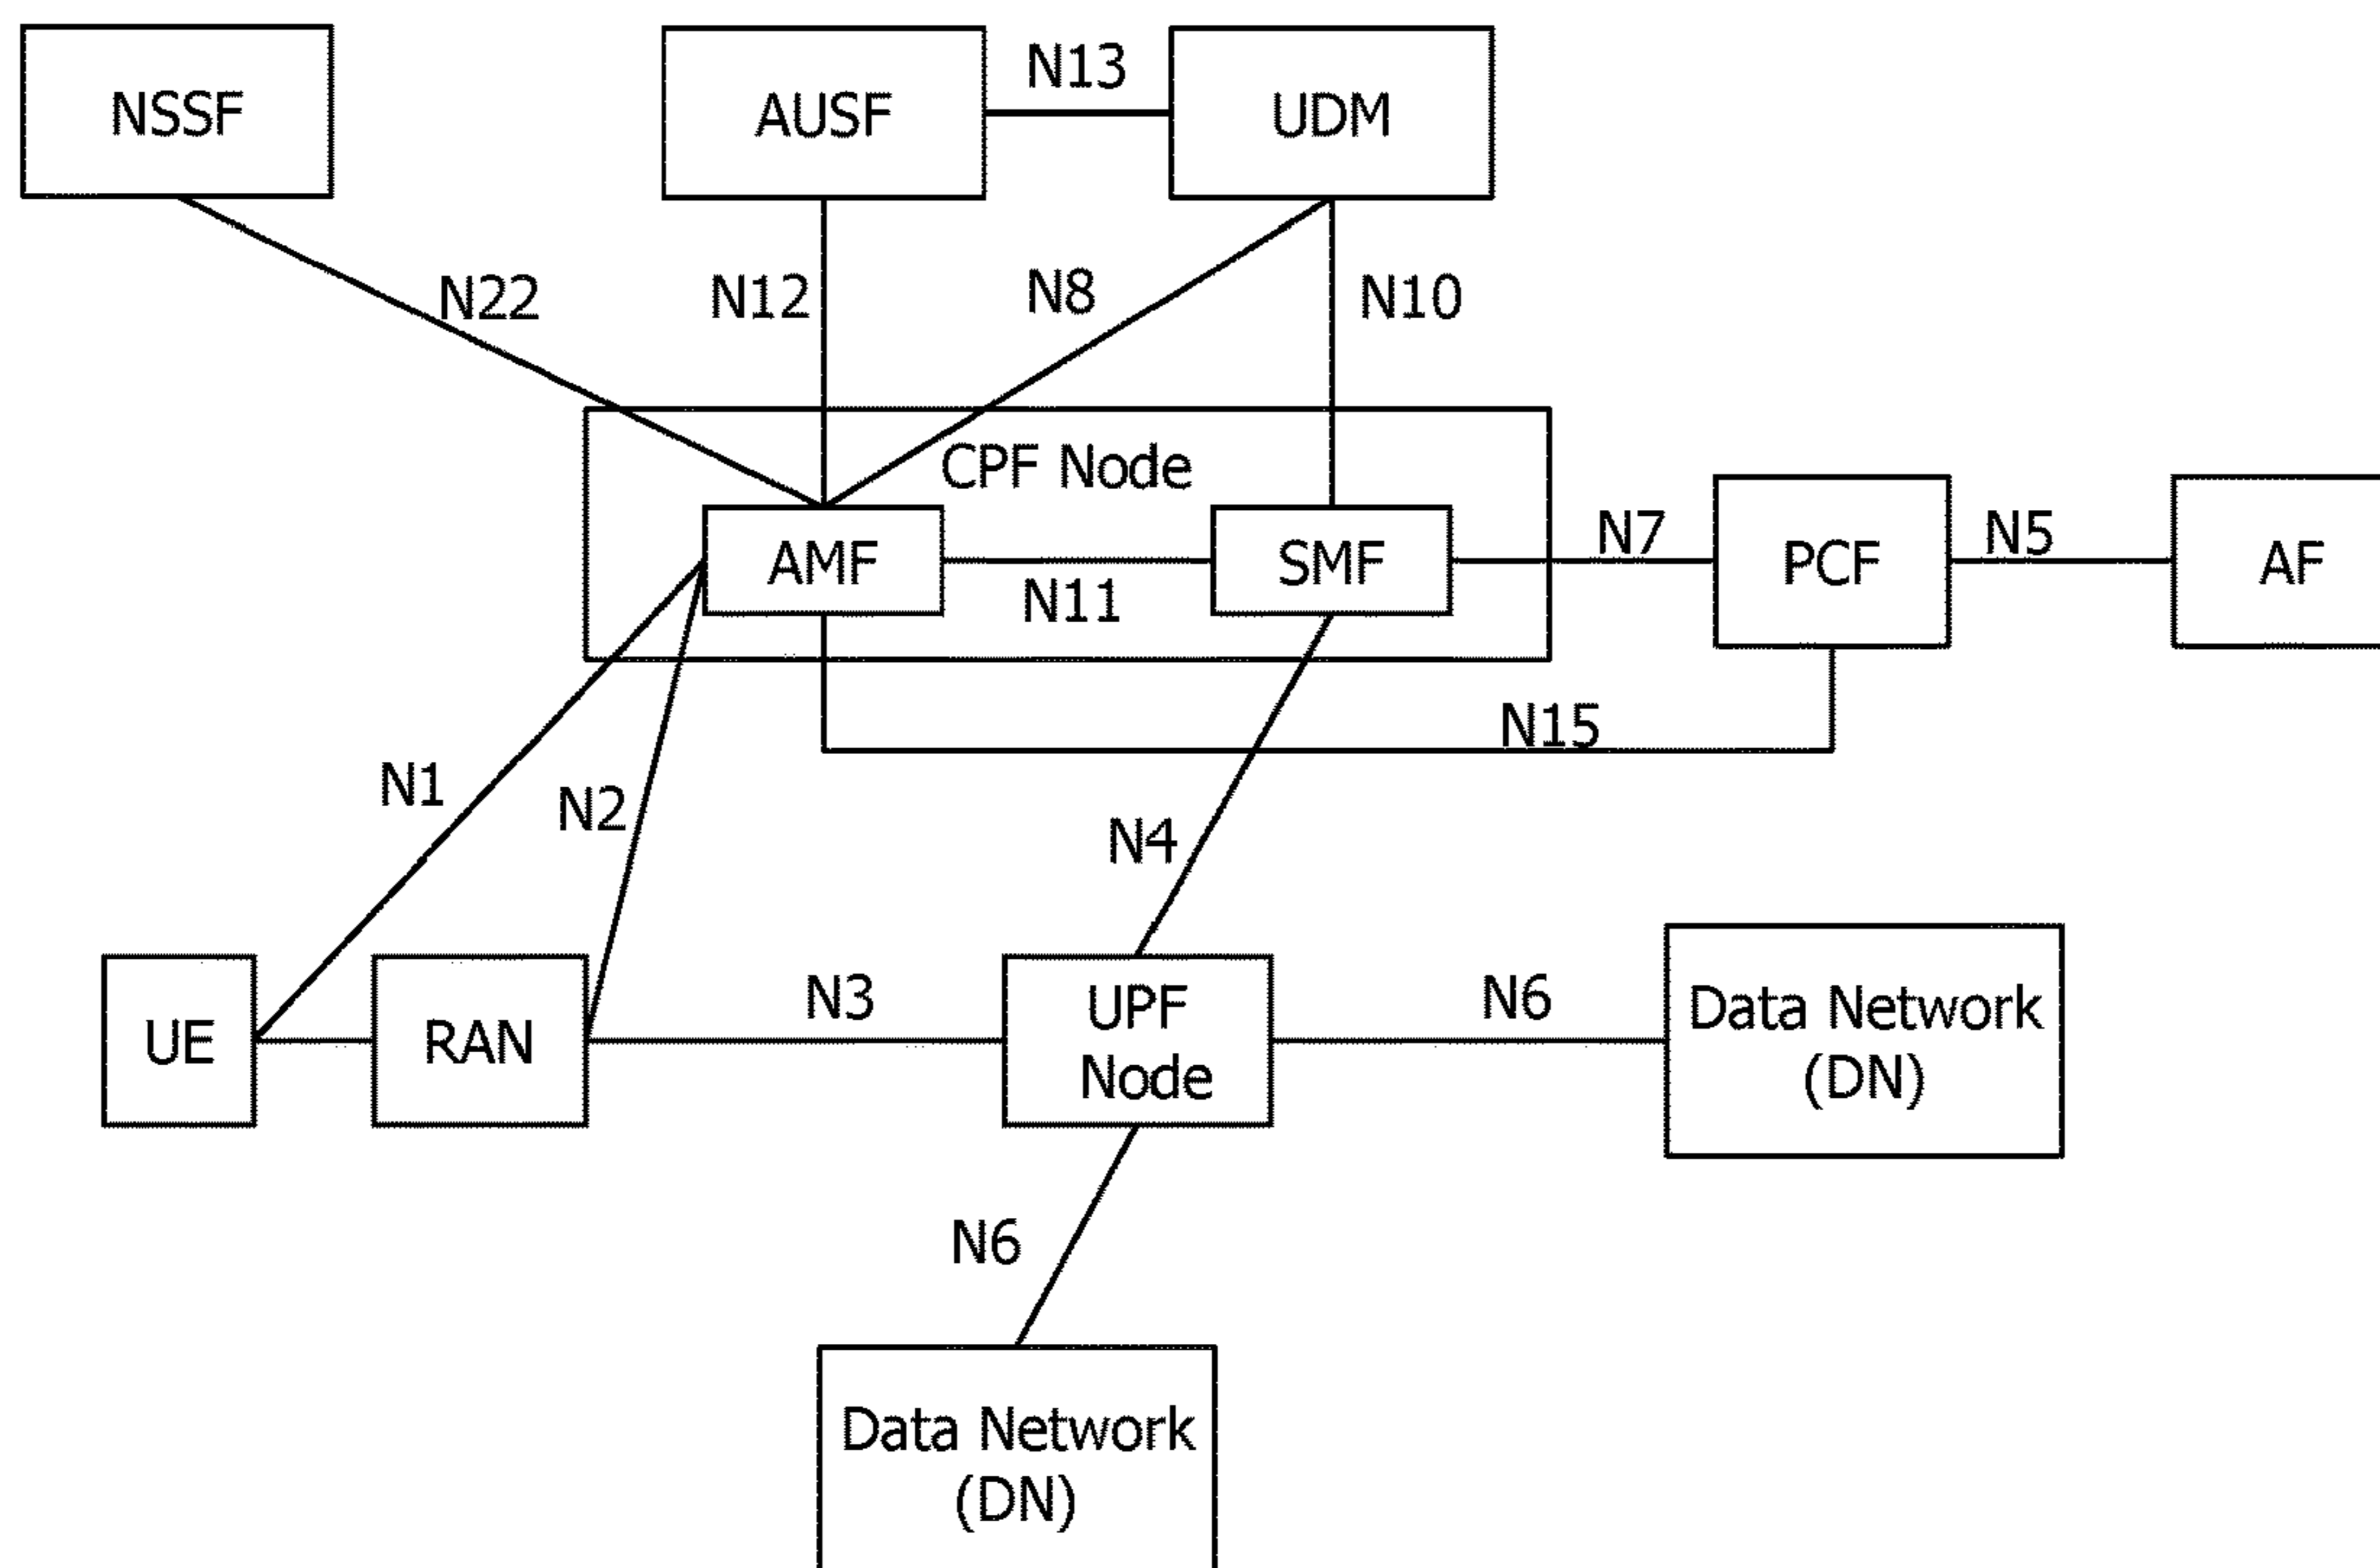 NSSF
AUSF
N13
UDM
N22
N12
N8
N10
CPF Node
AMF
N11
SMF
N7
PCF
N5
AF
N15
N1
N2
N4
UE
RAN
N3
UPF
Node
N6
Data Network
(DN)
N6
Data Network
(DN)